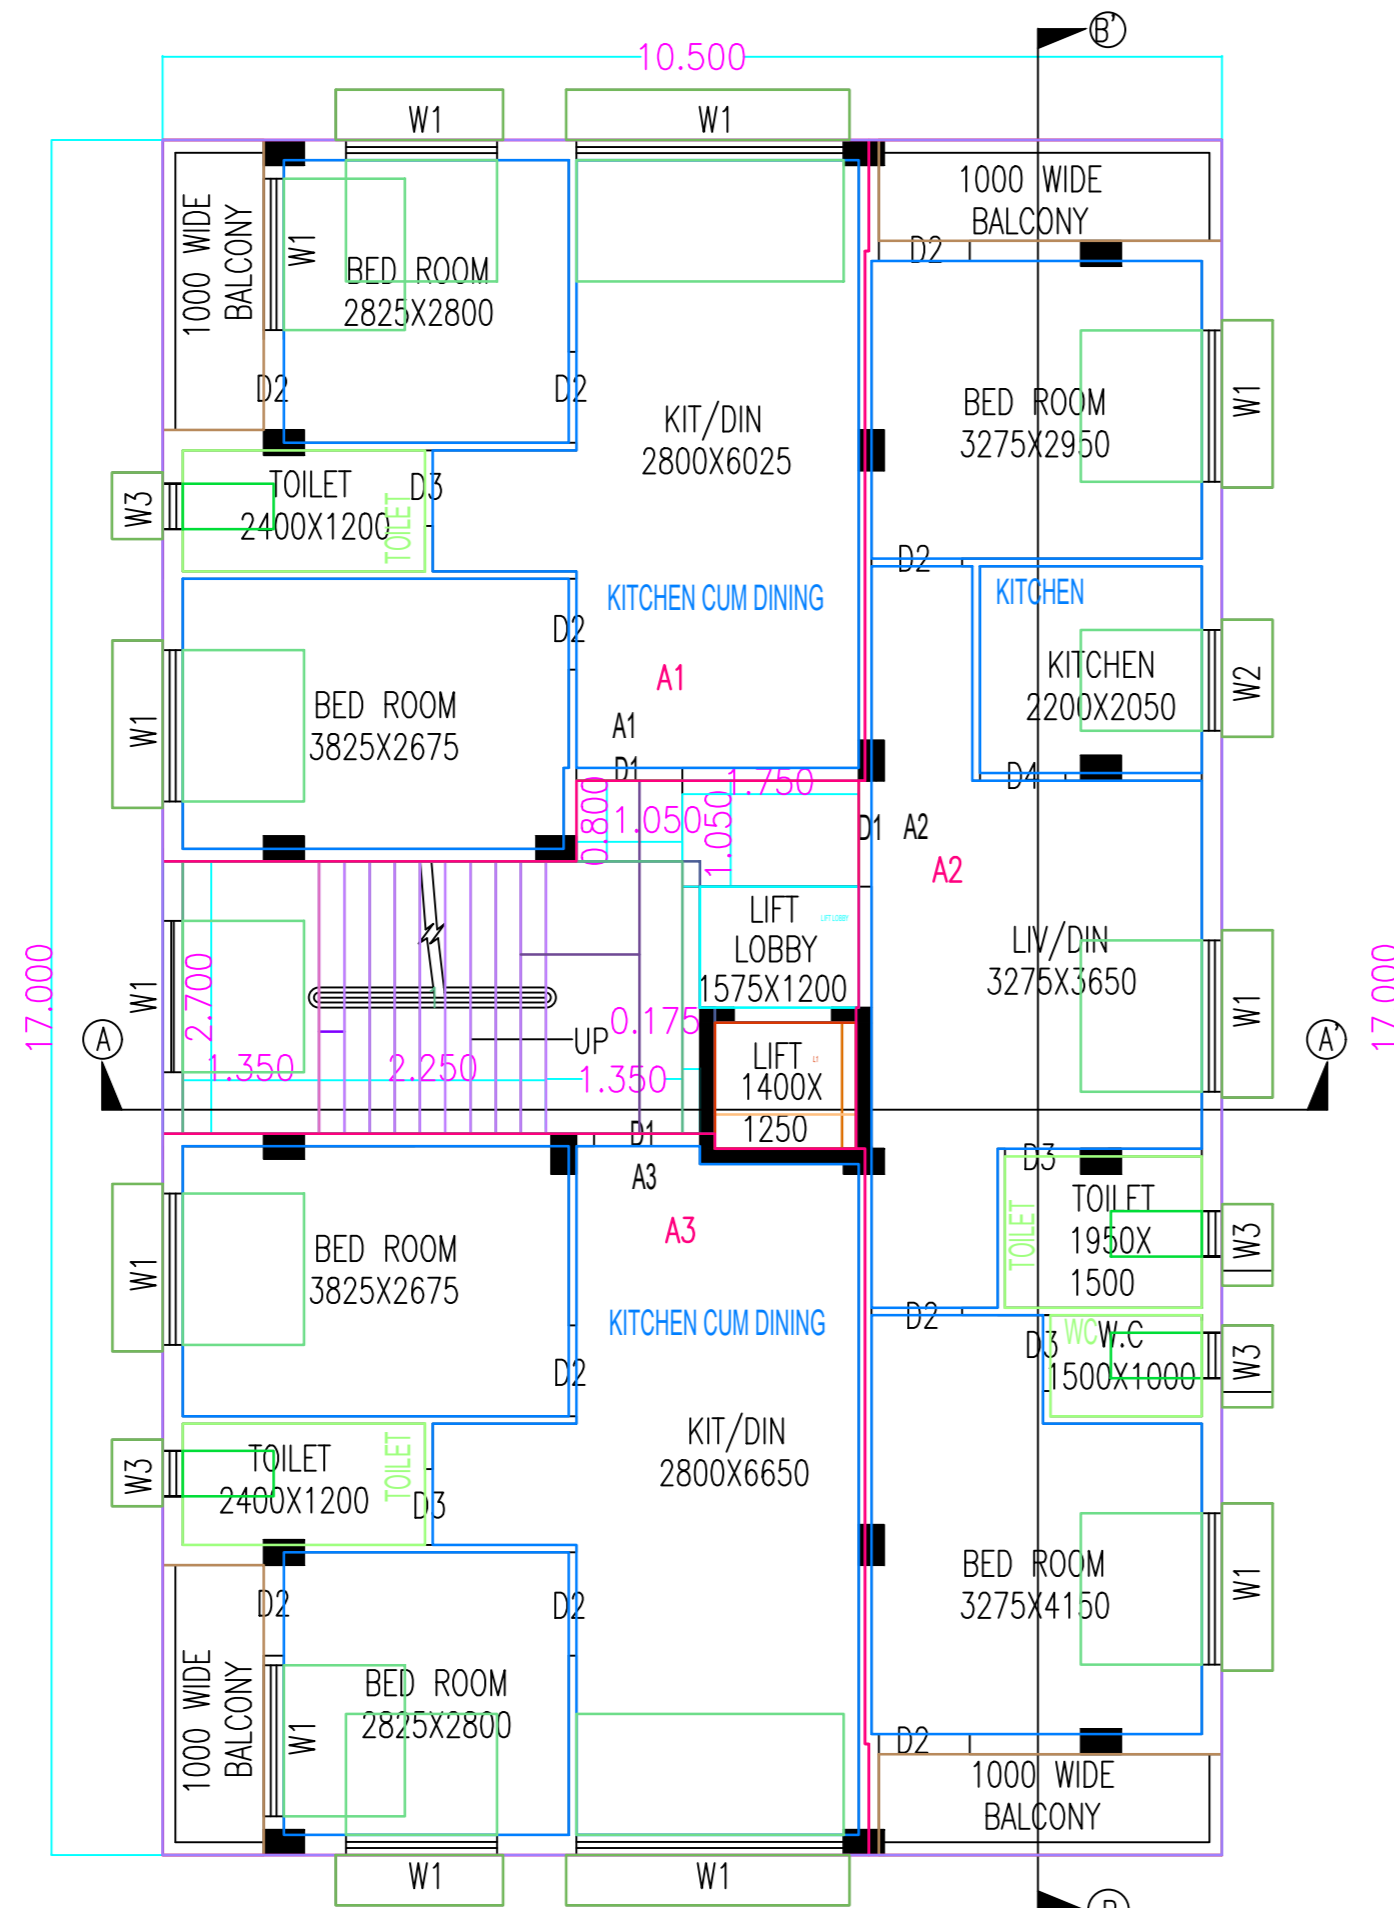 B'
10.500
W1
W1
1000 WIDE
BALCONY
W1
BED ROOM
2825X2800
D2
D2
1000 WIDE
BALCONY
D2
KIT/DIN
2800X6025
BED ROOM
3275X2950
W1
W3
TOILET
2400X1200
TOILET
D3
D2
KITCHEN CUM DINING
KITCHEN
D2
A1
KITCHEN
2200X2050
W2
W1
BED ROOM
3825X2675
A1
D1
D4
1.750
0.800
1.050
1.050
D1
A2
A2
LIFT
LOBBY
1575X1200
LIFT LOBBY
LIV/DIN
3275X3650
W1
17.000
17.000
W1
2.700
1.350
2.250
UP
0.175
1.350
A
A'
LIFT
1400X
1250
L1
D1
A3
A3
D3
W1
BED ROOM
3825X2675
TOILET
TOILET
1950X
1500
W3
KITCHEN CUM DINING
D2
D2
D3
WC
W.C
1500X1000
W3
W3
TOILET
2400X1200
TOILET
D3
KIT/DIN
2800X6650
D2
D2
BED ROOM
3275X4150
W1
1000 WIDE
BALCONY
W1
BED ROOM
2825X2800
D2
1000 WIDE
BALCONY
W1
W1
B